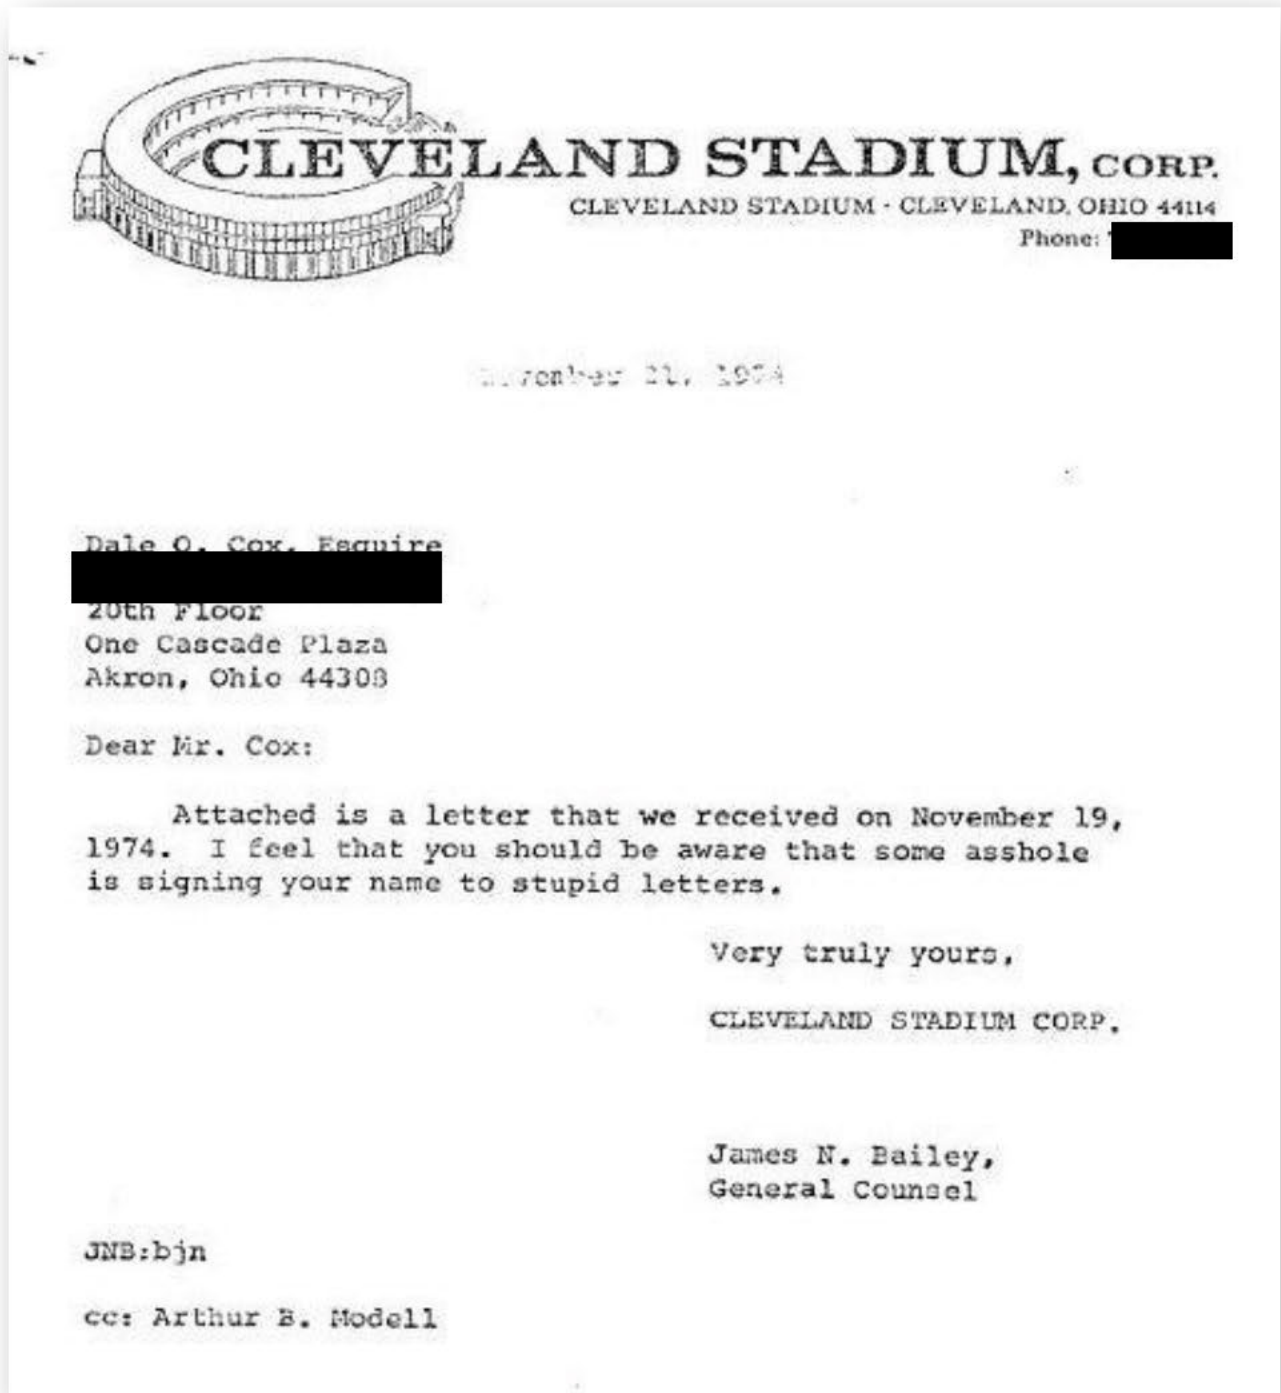 CLEVELAND STADIUM, CORP.
CLEVELAND STADIUM - CLEVELAND, OHIO 44114
Phone:
November 21, 1974
Dale O. Cox, Esquire
20th Floor
One Cascade Plaza
Akron, Ohio 44308
Dear Mr. Cox:
Attached is a letter that we received on November 19,
1974. I feel that you should be aware that some asshole
is signing your name to stupid letters.
Very truly yours,
CLEVELAND STADIUM CORP.
James N. Bailey,
General Counsel
JNB:bjn
cc: Arthur B. Modell